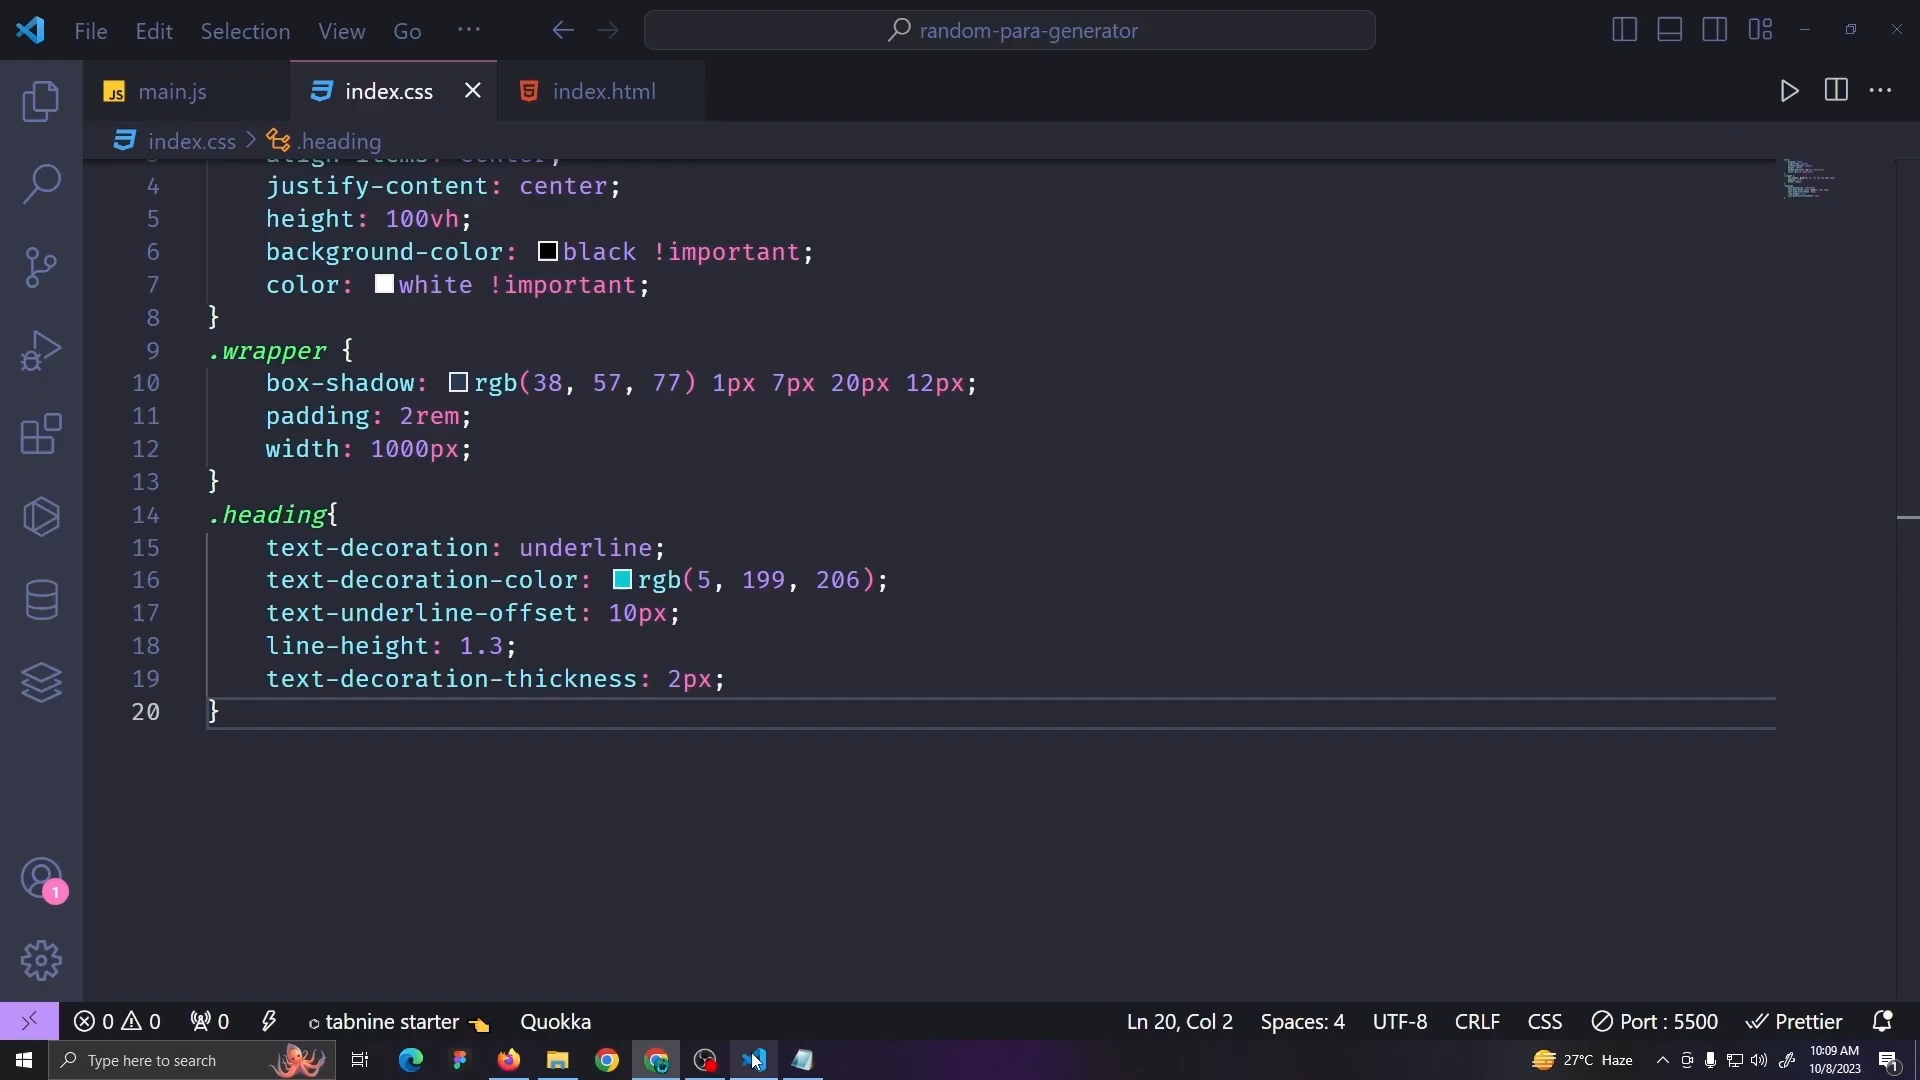 File Edit Selection View Go ··· random-para-generator
JS main.js index.css index.html
index.css > .heading
3 align-items: center;
4 justify-content: center;
5 height: 100vh;
6 background-color: black !important;
7 color: white !important;
8 }
9 .wrapper {
10 box-shadow: rgb(38, 57, 77) 1px 7px 20px 12px;
11 padding: 2rem;
12 width: 1000px;
13 }
14 .heading{
15 text-decoration: underline;
16 text-decoration-color: rgb(5, 199, 206);
17 text-underline-offset: 10px;
18 line-height: 1.3;
19 text-decoration-thickness: 2px;
20 }
1
0 0 0 tabnine starter Quokka Ln 20, Col 2 Spaces: 4 UTF-8 CRLF CSS Port : 5500 Prettier
Type here to search 27°C Haze 10:09 AM
10/8/2023 1